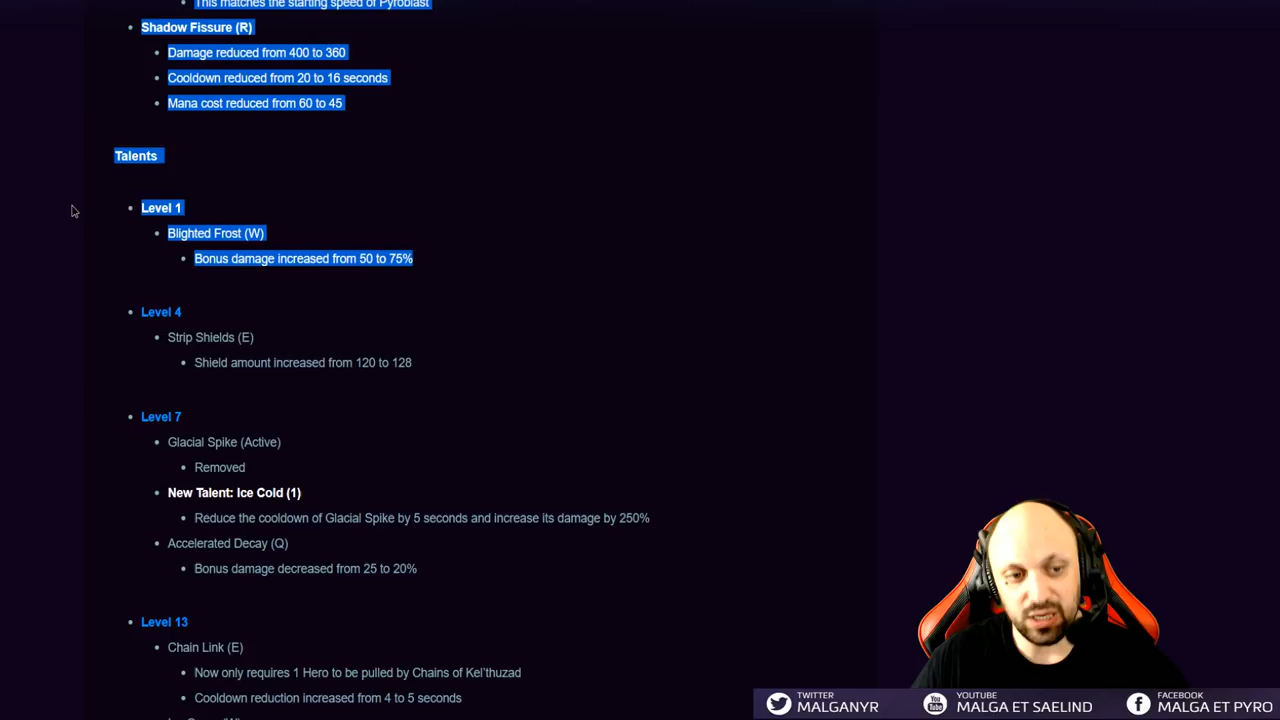 This matches the starting speed of Pyroblast
Shadow Fissure (R)
Damage reduced from 400 to 360
Cooldown reduced from 20 to 16 seconds
Mana cost reduced from 60 to 45
Talents
Level 1
Blighted Frost (W)
Bonus damage increased from 50 to 75%
Level 4
Strip Shields (E)
Shield amount increased from 120 to 128
Level 7
Glacial Spike (Active)
Removed
New Talent: Ice Cold (1)
Reduce the cooldown of Glacial Spike by 5 seconds and increase its damage by 250%
Accelerated Decay (Q)
Bonus damage decreased from 25 to 20%
Level 13
Chain Link (E)
Now only requires 1 Hero to be pulled by Chains of Kel'thuzad
Cooldown reduction increased from 4 to 5 seconds
TWITTER
MALGANYR
YOUTUBE
MALGA ET SAELIND
FACEBOOK
MALGA ET PYRO